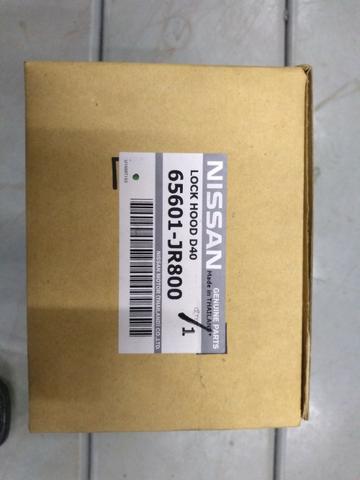 NISSAN
GENUINE PARTS
Made in THAILAND
LOCK HOOD D40
65601-JR800
1
NISSAN MOTOR (THAILAND) CO.,LTD.